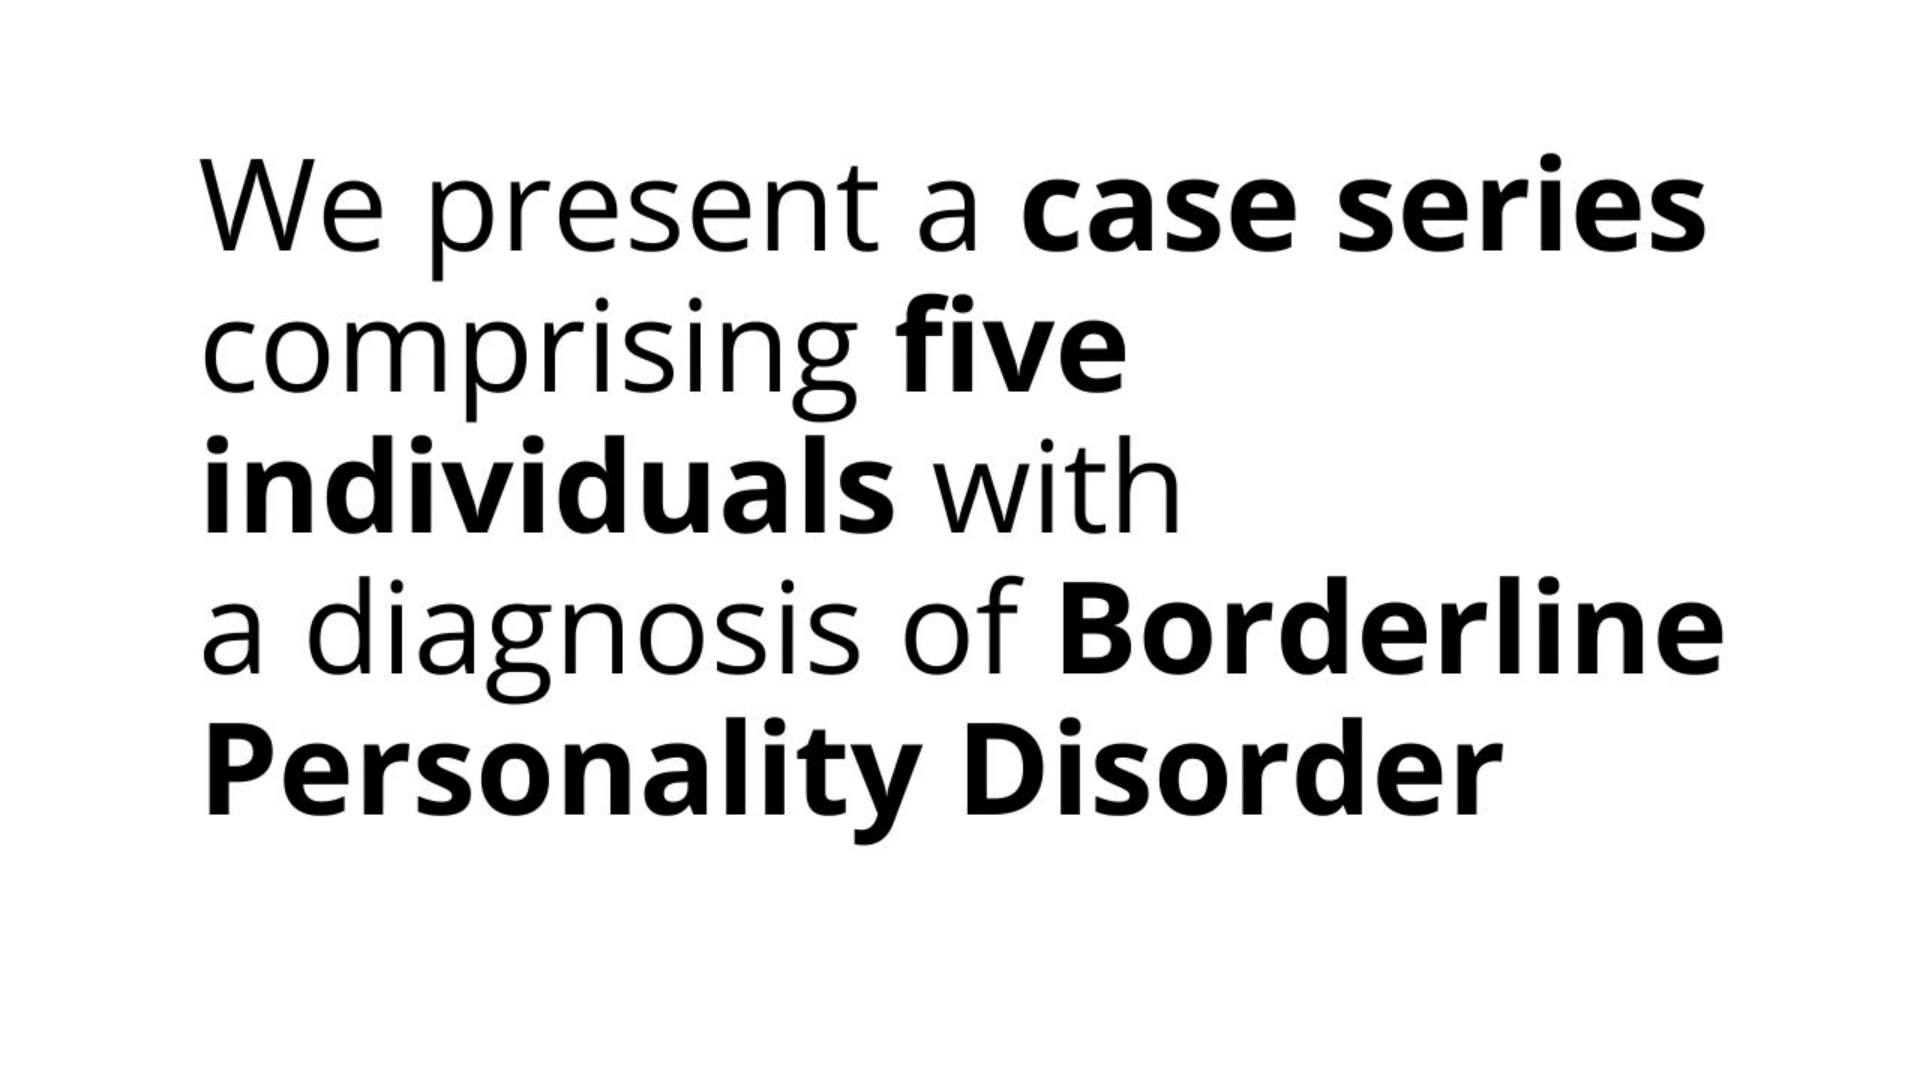 We present a case series
comprising five
individuals with
a diagnosis of Borderline
Personality Disorder